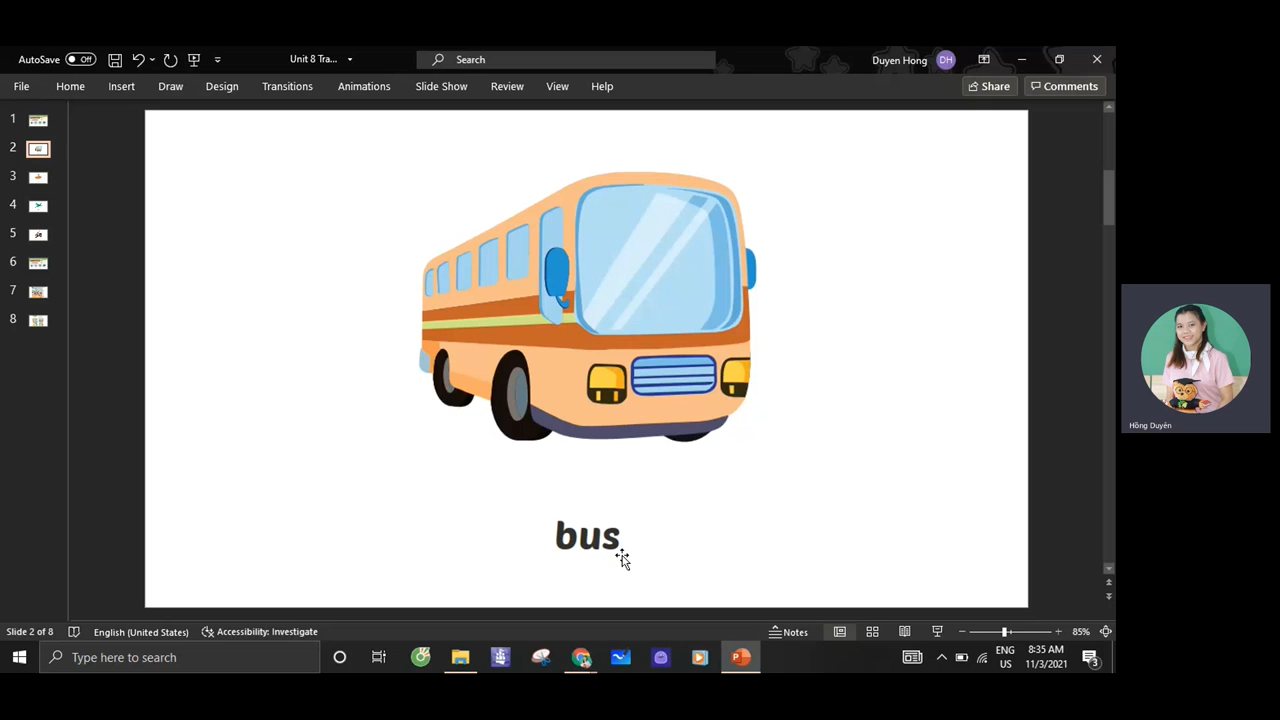 AutoSave Off Unit 8 Tra... Search Duyen Hong DH
File Home Insert Draw Design Transitions Animations Slide Show Review View Help Share Comments
1
2
3
4
5
6
7
8
bus
Hồng Duyên
Slide 2 of 8 English (United States) Accessibility: Investigate Notes 85%
Type here to search ENG 8:35 AM
US 11/3/2021 3